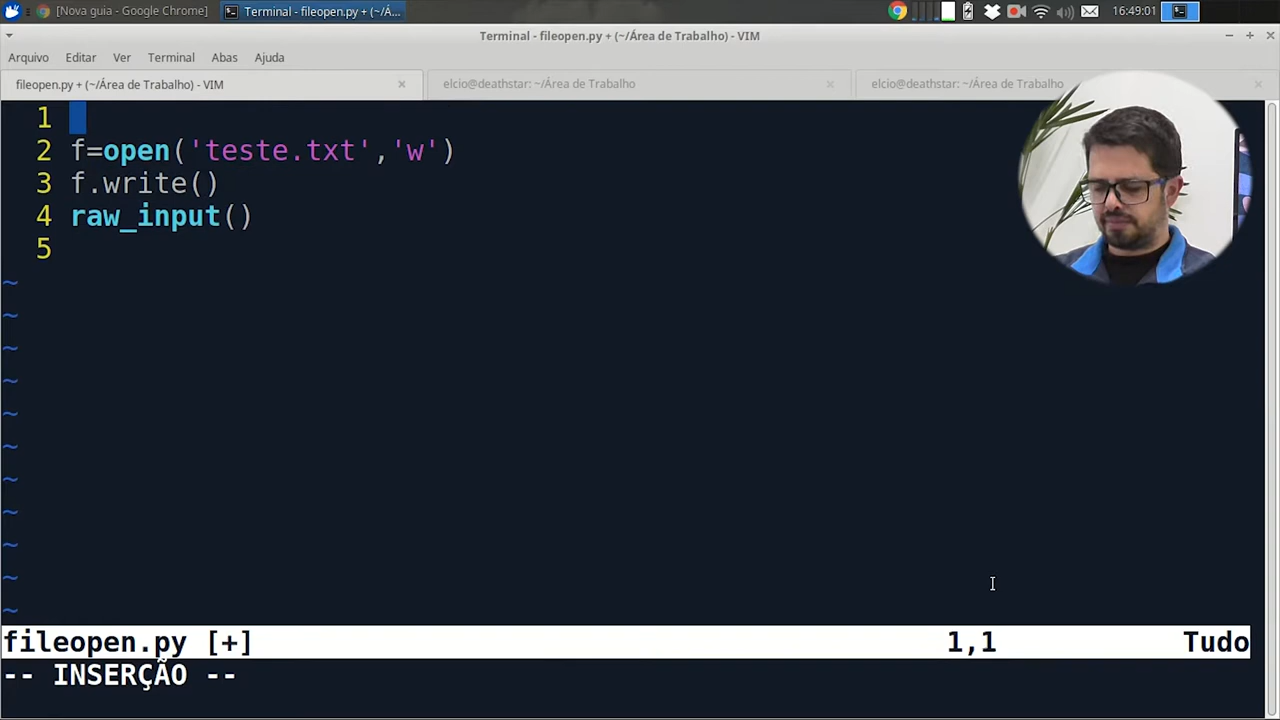 [Nova guia - Google Chrome]
Terminal - fileopen.py + (~/Á...
16:49:01
Terminal - fileopen.py + (~/Área de Trabalho) - VIM
Arquivo Editar Ver Terminal Abas Ajuda
fileopen.py + (~/Área de Trabalho) - VIM
elcio@deathstar: ~/Área de Trabalho
elcio@deathstar: ~/Área de Trabalho
1
2 f=open('teste.txt','w')
3 f.write()
4 raw_input()
5
~
~
~
~
~
~
~
~
~
~
~
fileopen.py [+] 1,1 Tudo
-- INSERÇÃO --